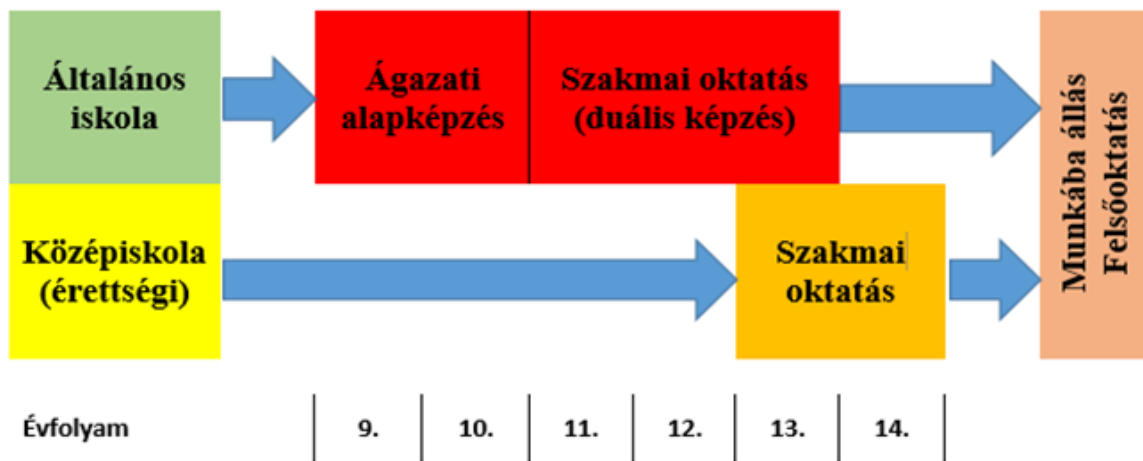 Általános
iskola
Ágazati
alapképzés
Szakmai oktatás
(duális képzés)
Munkába állás
Felsőoktatás
Középiskola
(érettségi)
Szakmai
oktatás
Évfolyam 9. 10. 11. 12. 13. 14.